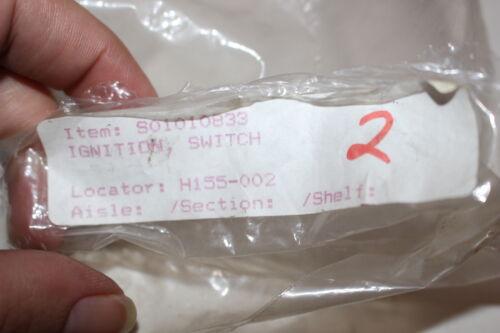 Item: S01010833
IGNITION, SWITCH
2
Locator: H155-002
Aisle: /Section: /Shelf: